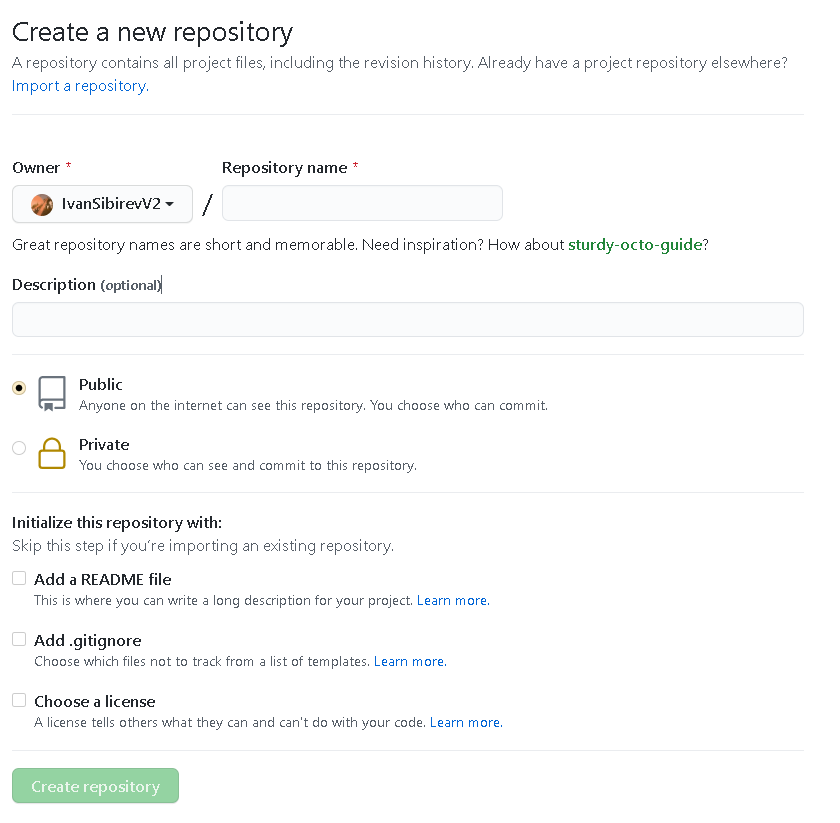 Create a new repository
A repository contains all project files, including the revision history. Already have a project repository elsewhere?
Import a repository.
Owner *
Repository name *
IvanSibirevV2 /
Great repository names are short and memorable. Need inspiration? How about sturdy-octo-guide?
Description (optional)
Public
Anyone on the internet can see this repository. You choose who can commit.
Private
You choose who can see and commit to this repository.
Initialize this repository with:
Skip this step if you're importing an existing repository.
Add a README file
This is where you can write a long description for your project. Learn more.
Add .gitignore
Choose which files not to track from a list of templates. Learn more.
Choose a license
A license tells others what they can and can't do with your code. Learn more.
Create repository